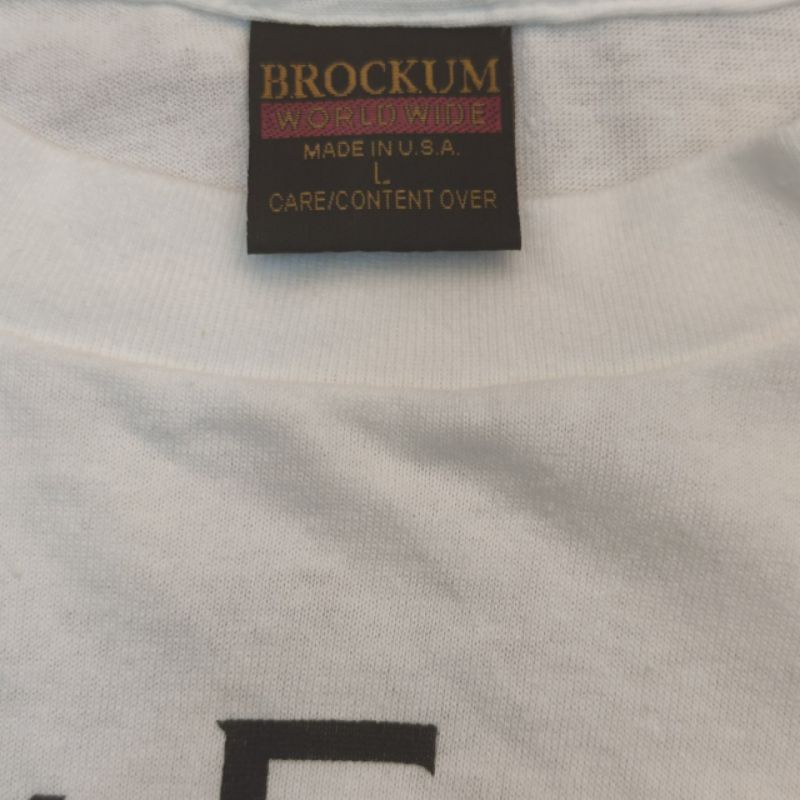 BROCKUM
WORLDWIDE
MADE IN U.S.A.
L
CARE/CONTENT OVER